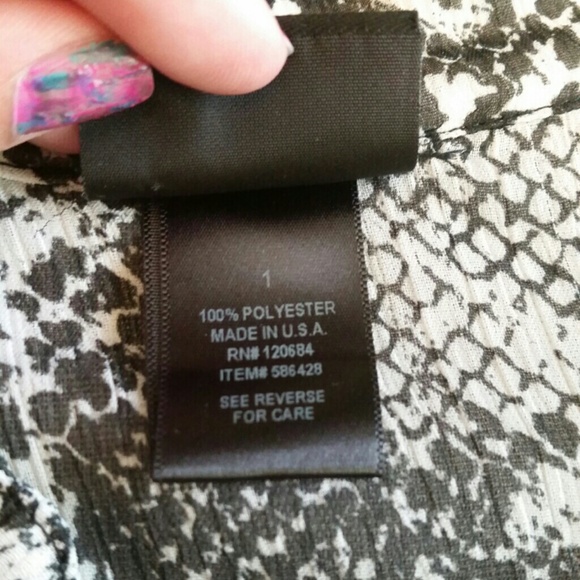 1
100% POLYESTER
MADE IN U.S.A.
RN# 120684
ITEM# 586428
SEE REVERSE
FOR CARE